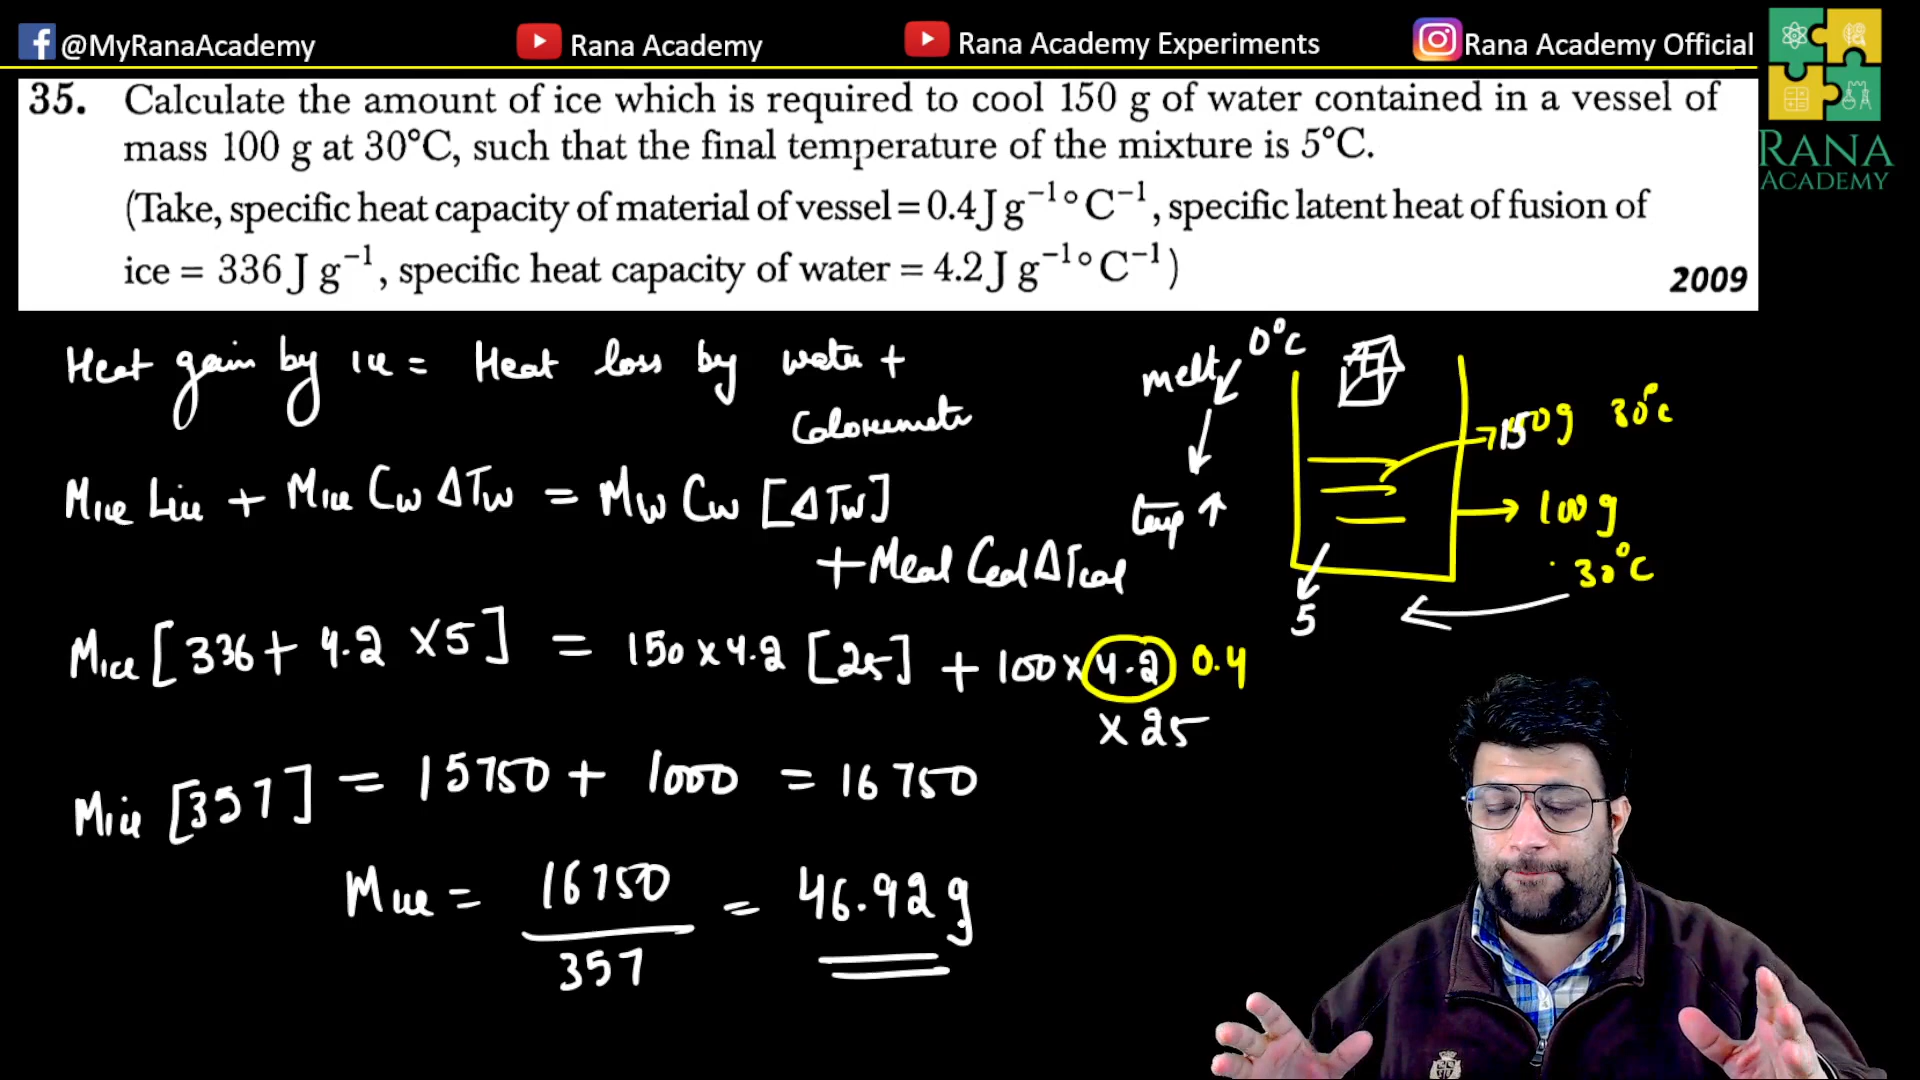 @MyRanaAcademy Rana Academy Rana Academy Experiments Rana Academy Official
RANA
ACADEMY
35. Calculate the amount of ice which is required to cool 150 g of water contained in a vessel of
mass 100 g at 30°C, such that the final temperature of the mixture is 5°C.
(Take, specific heat capacity of material of vessel = 0.4 J g⁻¹°C⁻¹, specific latent heat of fusion of
ice = 336 J g⁻¹, specific heat capacity of water = 4.2 J g⁻¹°C⁻¹)
2009
Heat gain by ice = Heat loss by water +
Mice Lice + Mice Cw ΔTw = Mw Cw [ΔTw]
+ Mcal Ccal ΔTcal
Mice [336 + 4.2 × 5] = 150 × 4.2 [25] + 100 × 4.2 0.4
× 25
Mice [357] = 15750 + 1000 = 16750
Mice = 16750 / 357 = 46.92 g
0°C
melt
temp ↑
150g 30°C
100g
30°C
5